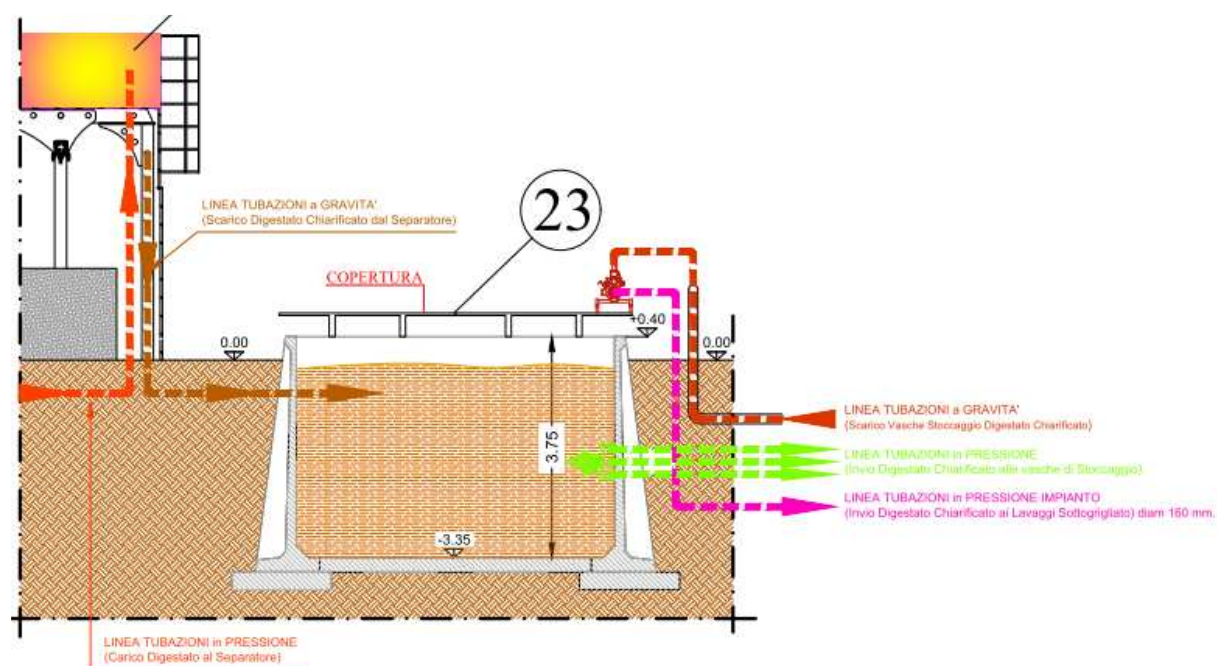 LINEA TUBAZIONI a GRAVITA'
(Scarico Digestato Chiarificato dal Separatore)
23
COPERTURA
+0.40
0.00
0.00
3.75
-3.35
LINEA TUBAZIONI a GRAVITA'
(Scarico Vasche Stoccaggio Digestato Chiarificato)
LINEA TUBAZIONI in PRESSIONE
(Invio Digestato Chiarificato alle vasche di Stoccaggio)
LINEA TUBAZIONI in PRESSIONE IMPIANTO
(Invio Digestato Chiarificato ai Lavaggi Sottogrigliato) diam 160 mm.
LINEA TUBAZIONI in PRESSIONE
(Carico Digestato al Separatore)